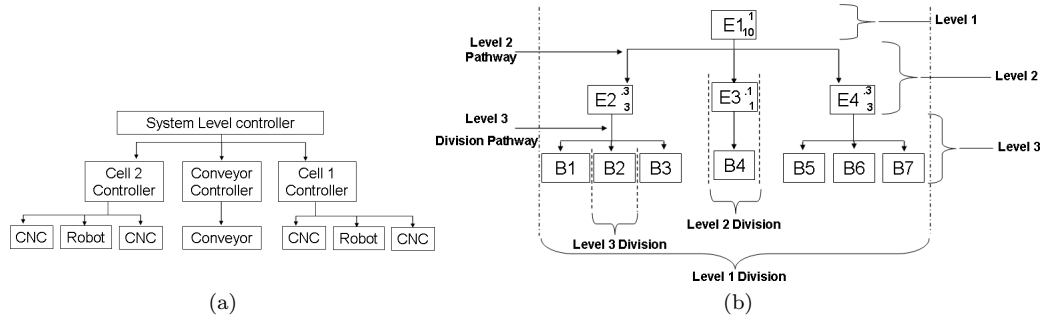 System Level controller
Cell 2 Controller
Conveyor Controller
Cell 1 Controller
CNC
Robot
CNC
Conveyor
CNC
Robot
CNC
(a)
E1 1 10
Level 1
Level 2 Pathway
Level 2
E2 .3 3
E3 .1 1
E4 .3 3
Level 3 Division Pathway
Level 3
B1
B2
B3
B4
B5
B6
B7
Level 2 Division
Level 3 Division
Level 1 Division
(b)